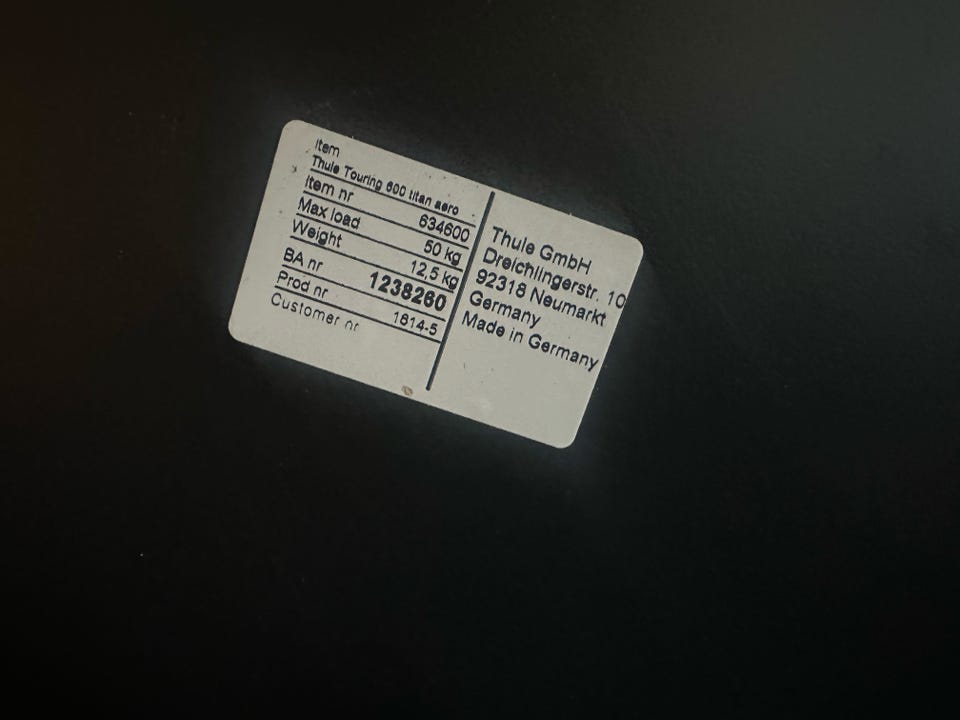 Item
Thule Touring 600 titan aero
Item nr 634600
Max load 50 kg
Weight 12,5 kg
BA nr 1238260
Prod nr 1814-5
Customer nr
Thule GmbH
Dreichlingerstr. 10
92318 Neumarkt
Germany
Made in Germany